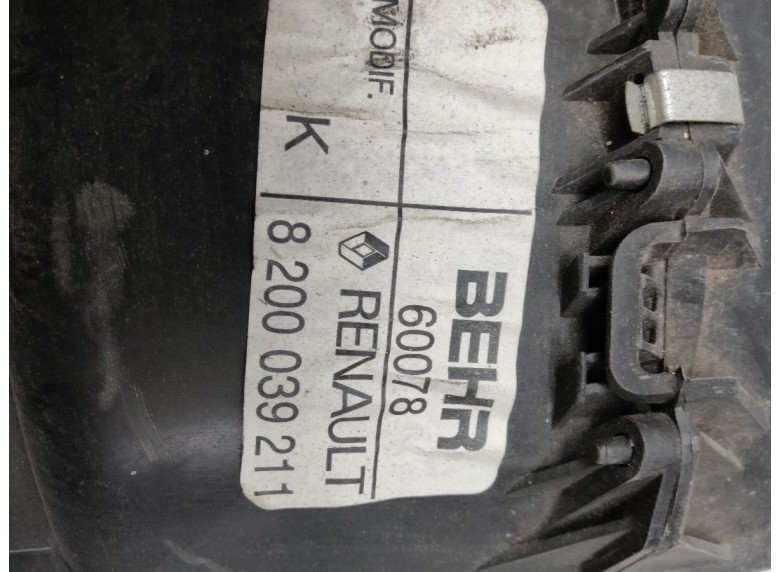 BEHR
60078
RENAULT
8 200 039 211
MODIF.
K